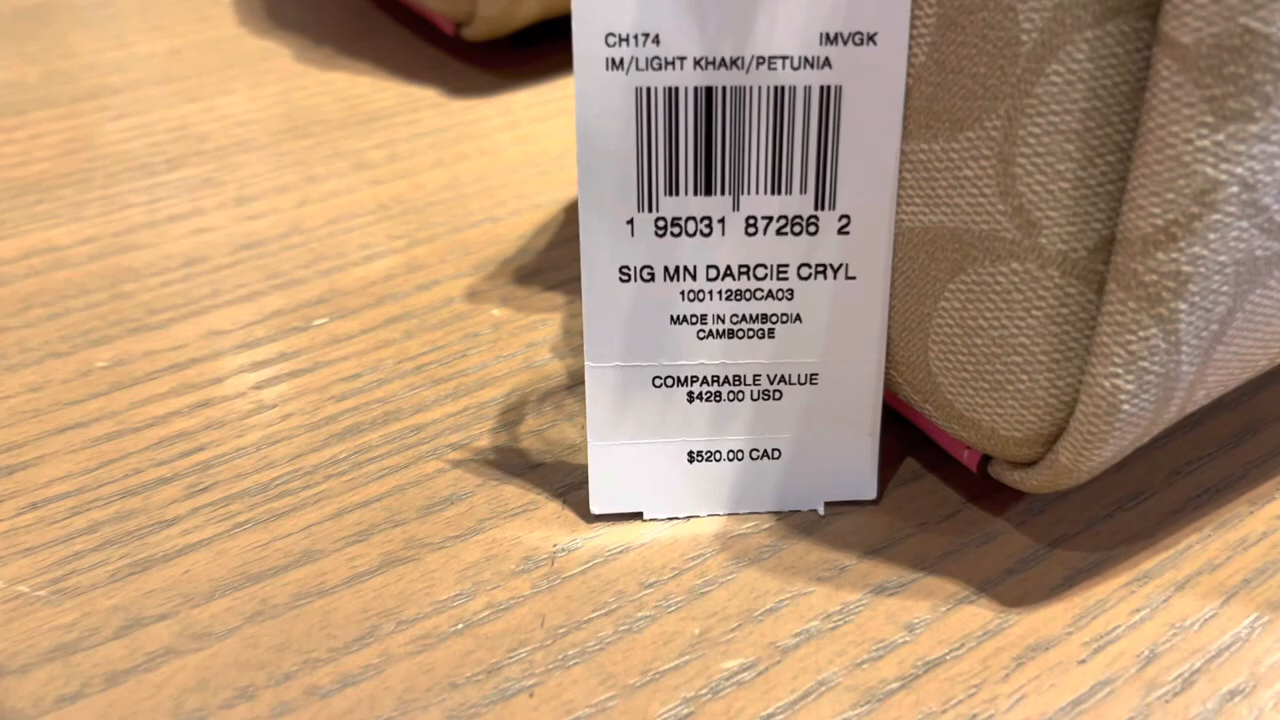 CH174 IMVGK
IM/LIGHT KHAKI/PETUNIA
1 95031 87266 2
SIG MN DARCIE CRYL
10011280CA03
MADE IN CAMBODIA
CAMBODGE
COMPARABLE VALUE
$428.00 USD
$520.00 CAD